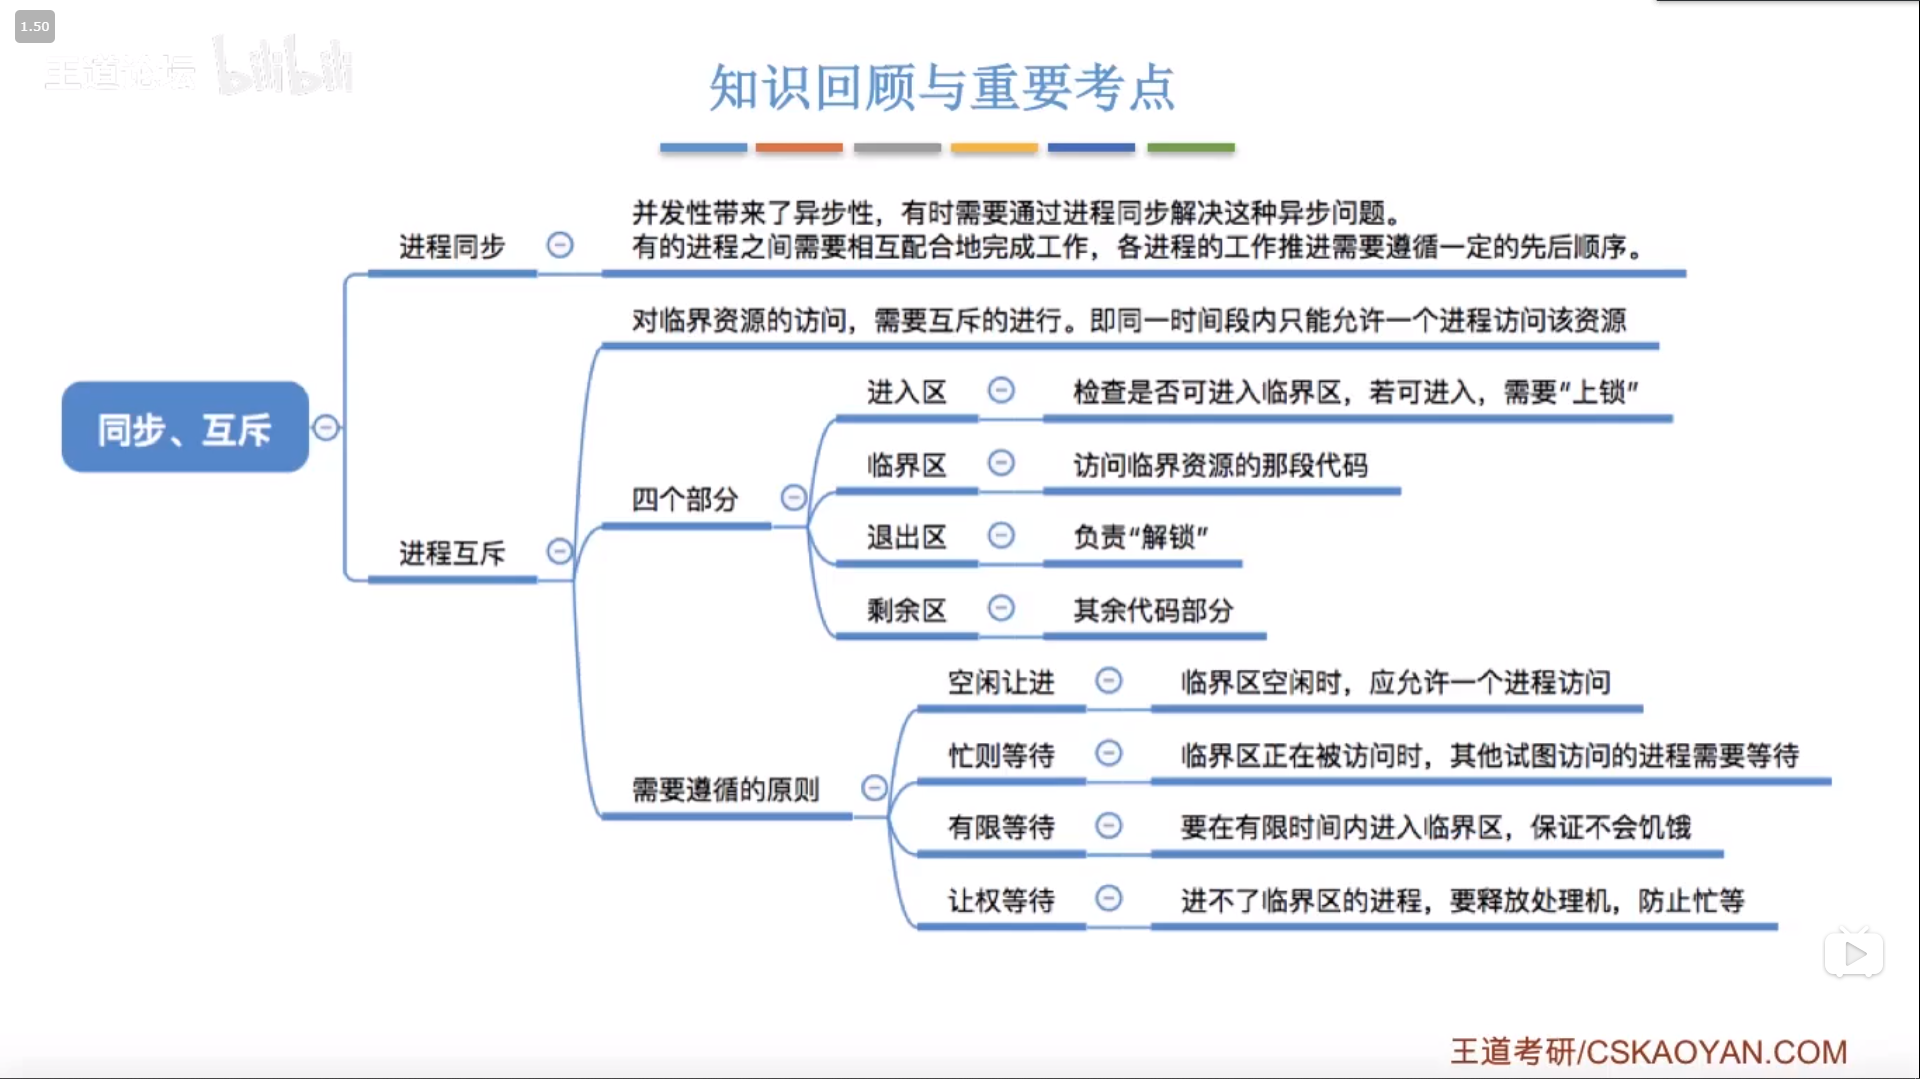 1.50
王道论坛 bilibili
知识回顾与重要考点
并发性带来了异步性，有时需要通过进程同步解决这种异步问题。
进程同步
有的进程之间需要相互配合地完成工作，各进程的工作推进需要遵循一定的先后顺序。
对临界资源的访问，需要互斥的进行。即同一时间段内只能允许一个进程访问该资源
进入区
检查是否可进入临界区，若可进入，需要“上锁”
同步、互斥
临界区
访问临界资源的那段代码
四个部分
退出区
负责“解锁”
进程互斥
剩余区
其余代码部分
空闲让进
临界区空闲时，应允许一个进程访问
忙则等待
临界区正在被访问时，其他试图访问的进程需要等待
需要遵循的原则
有限等待
要在有限时间内进入临界区，保证不会饥饿
让权等待
进不了临界区的进程，要释放处理机，防止忙等
王道考研/CSKAOYAN.COM